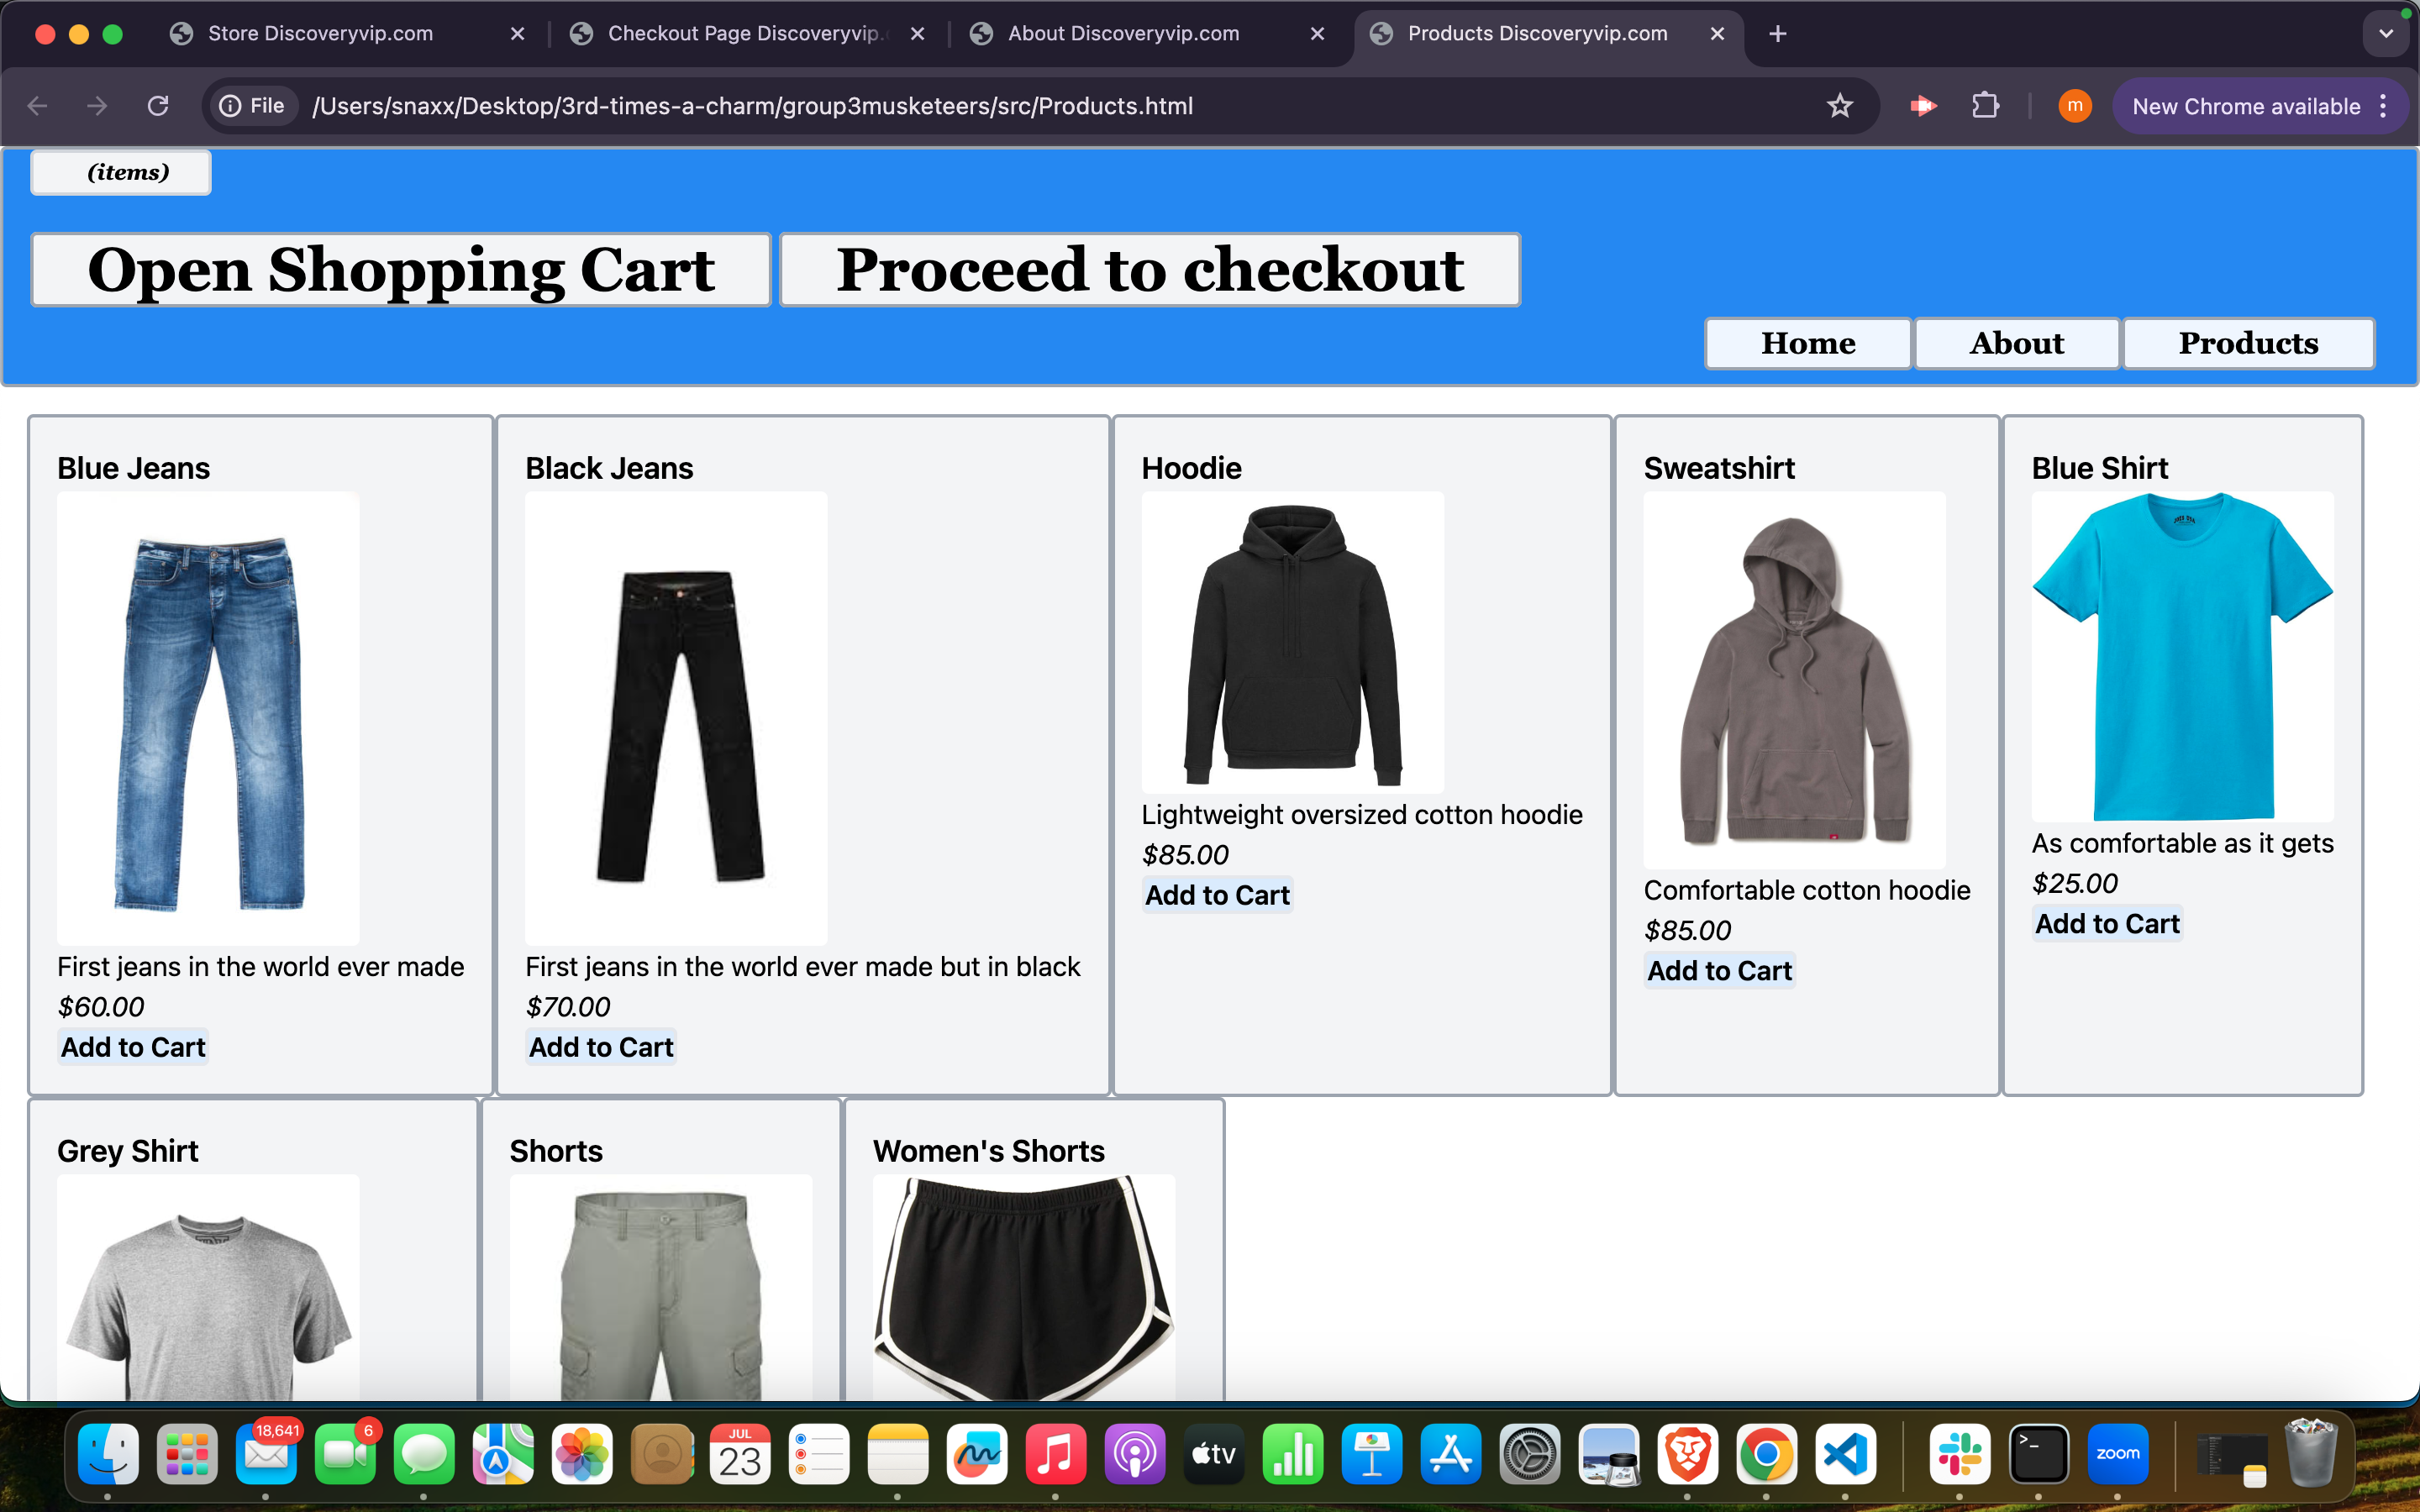 Store Discoveryvip.com
Checkout Page Discoveryvip.
About Discoveryvip.com
Products Discoveryvip.com
File
/Users/snaxx/Desktop/3rd-times-a-charm/group3musketeers/src/Products.html
m
New Chrome available
(items)
Open Shopping Cart
Proceed to checkout
Home
About
Products
Blue Jeans
First jeans in the world ever made
$60.00
Add to Cart
Black Jeans
First jeans in the world ever made but in black
$70.00
Add to Cart
Hoodie
Lightweight oversized cotton hoodie
$85.00
Add to Cart
Sweatshirt
Comfortable cotton hoodie
$85.00
Add to Cart
Blue Shirt
As comfortable as it gets
$25.00
Add to Cart
Grey Shirt
Shorts
Women's Shorts
18,641
6
JUL
23
tv
>_
zoom